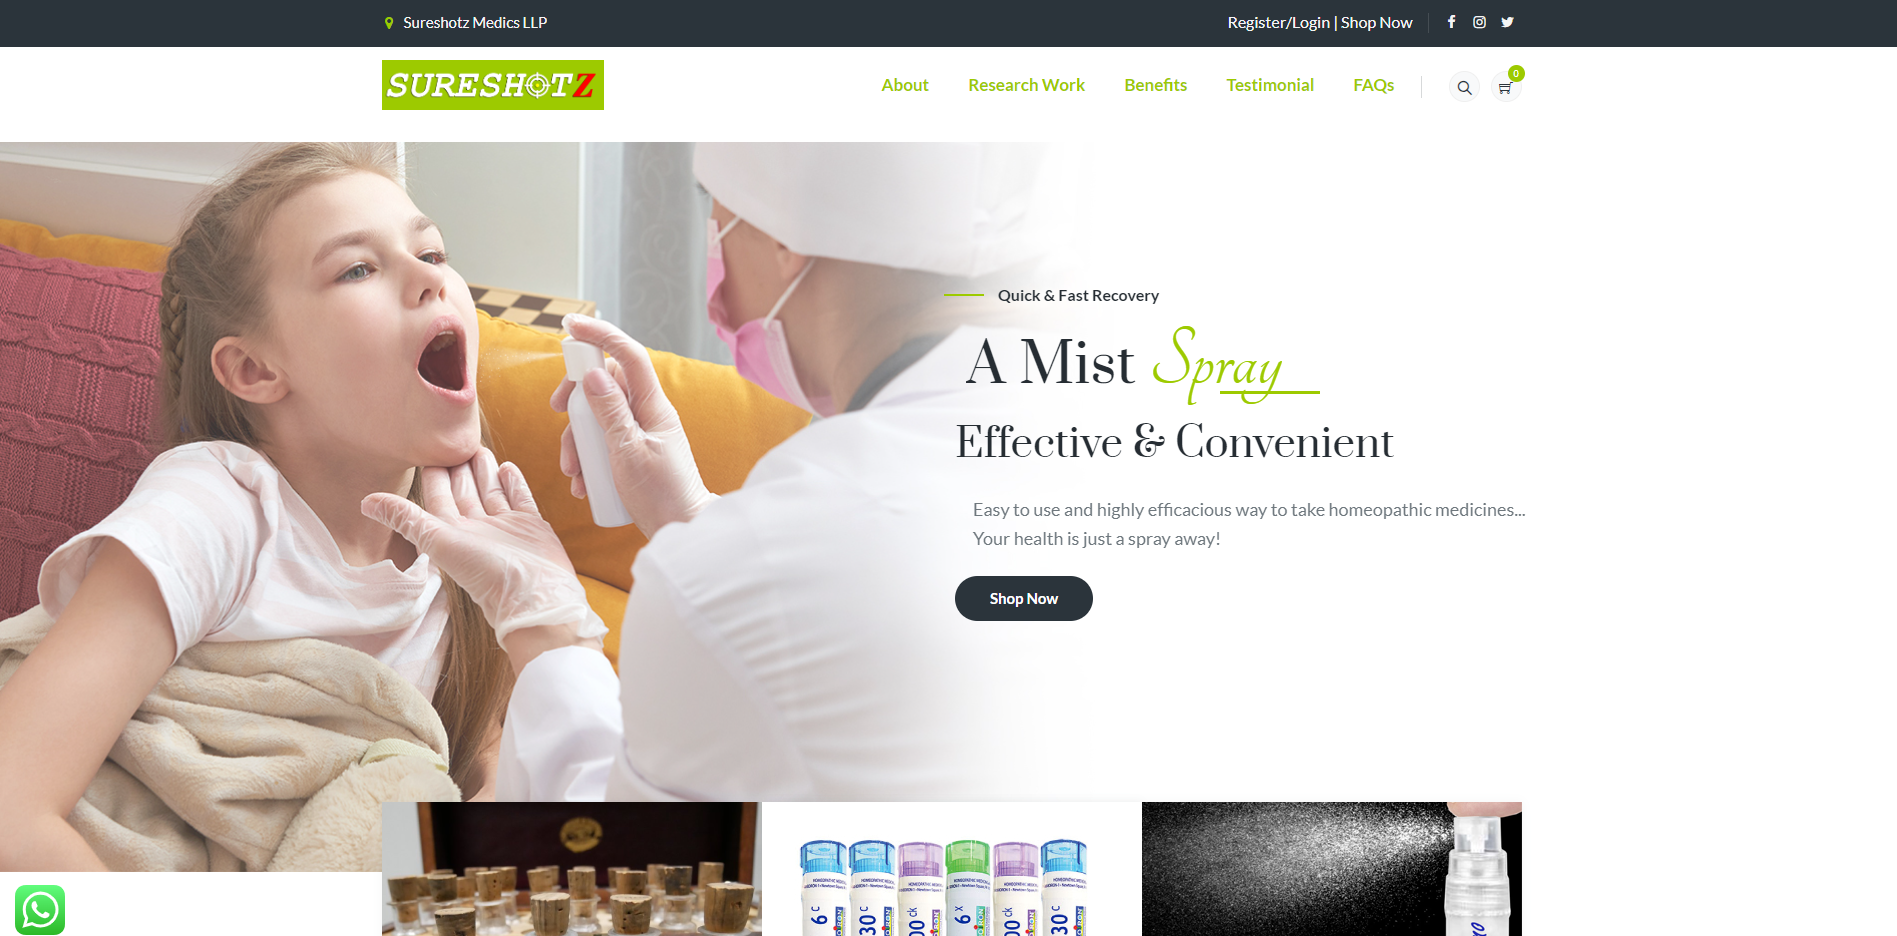 Sureshotz Medics LLP
Register/Login | Shop Now
SURESHOTZ
About
Research Work
Benefits
Testimonial
FAQs
0
Quick & Fast Recovery
A Mist Spray
Effective & Convenient
Easy to use and highly efficacious way to take homeopathic medicines...
Your health is just a spray away!
Shop Now
6 C
30 C
00 CK
6 X
00 CK
30 C